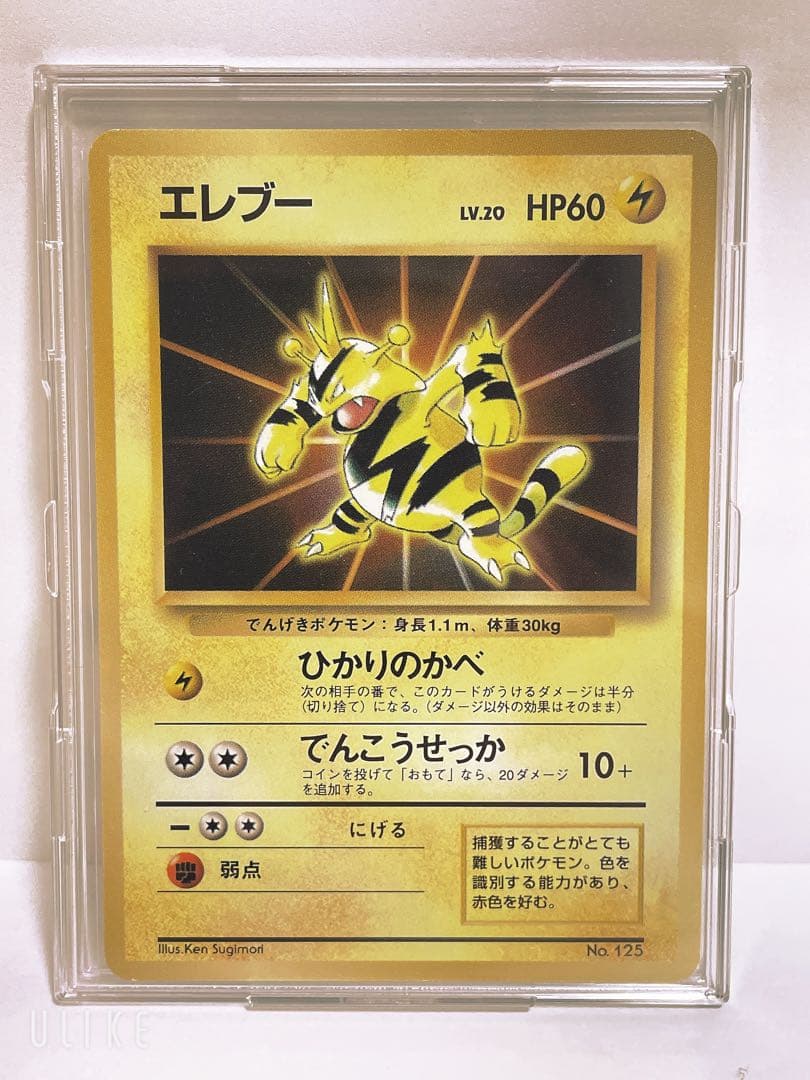 エレブー LV.20 HP60
でんげきポケモン：身長1.1m、体重30kg
ひかりのかべ
次の相手の番で、このカードがうけるダメージは半分
（切り捨て）になる。（ダメージ以外の効果はそのまま）
でんこうせっか 10+
コインを投げて「おもて」なら、20ダメージ
を追加する。
にげる
弱点
捕獲することがとても
難しいポケモン。色を
識別する能力があり、
赤色を好む。
Illus.Ken Sugimori No. 125
ULIKE